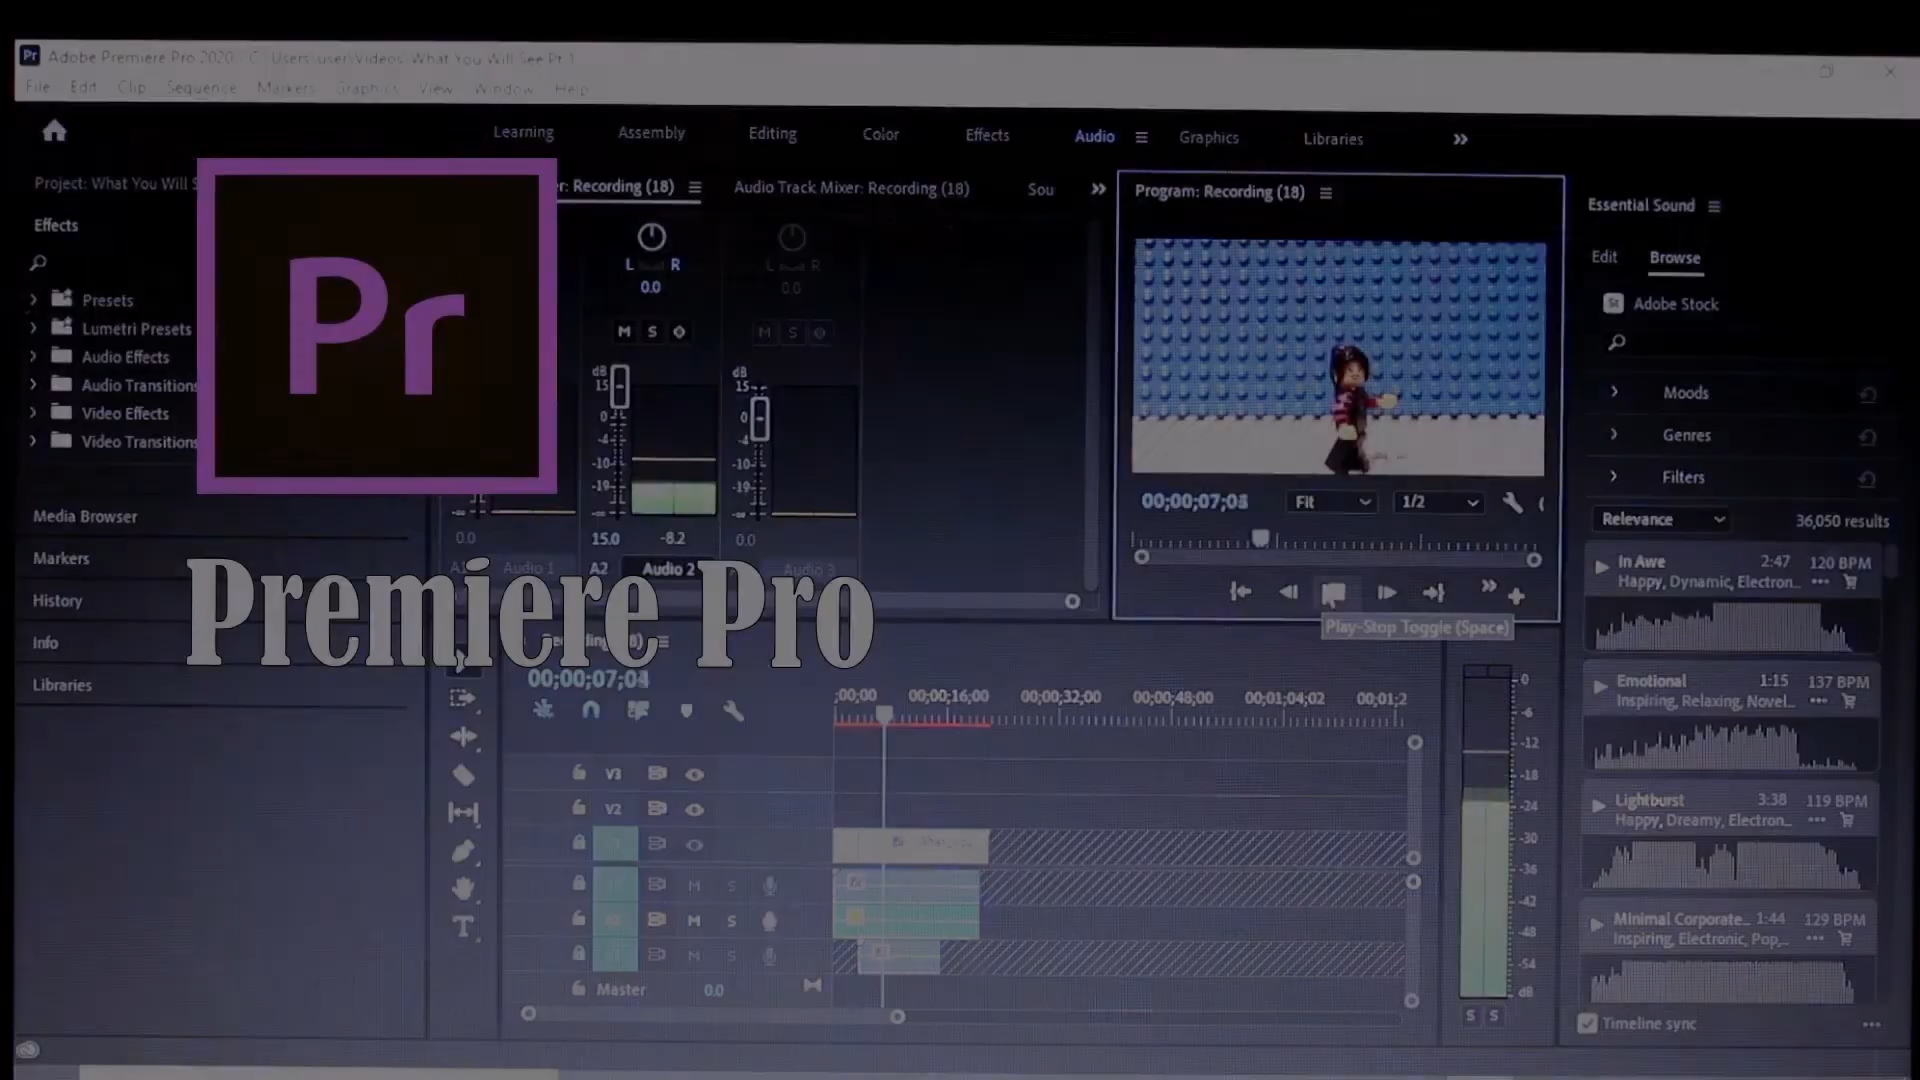 Pr Adobe Premiere Pro 2020 - C:\Users\user\Videos\What You Will See Pt 1
File Edit Clip Sequence Markers Graphics View Window Help
Learning Assembly Editing Color Effects Audio Graphics Libraries
Project: What You Will S
r: Recording (18)
Audio Track Mixer: Recording (18)
Sou
Program: Recording (18)
Essential Sound
Effects
Edit Browse
Adobe Stock
Presets
Lumetri Presets
Audio Effects
Audio Transitions
Video Effects
Video Transitions
Pr
L R
0.0
L R
0.0
M S
M S
dB
15
0
-4
-10
-19
-∞
dB
15
0
-4
-10
-19
-∞
-∞
0.0
15.0 -8.2
0.0
Audio 1
A2 Audio 2
Audio 3
Moods
Genres
Filters
00;00;07;03
Fit
1/2
Relevance
36,050 results
Media Browser
Markers
History
Info
Libraries
Premiere Pro
Play-Stop Toggle (Space)
In Awe 2:47 120 BPM
Happy, Dynamic, Electron...
Emotional 1:15 137 BPM
Inspiring, Relaxing, Novel...
Lightburst 3:38 119 BPM
Happy, Dreamy, Electron...
Minimal Corporate... 1:44 129 BPM
Inspiring, Electronic, Pop,...
Timeline sync
00;00;07;04
;00;00 00;00;16;00 00;00;32;00 00;00;48;00 00;01;04;02 00;01;2
V3
V2
M S
M S
M S
Master 0.0
T
0
-6
-12
-18
-24
-30
-36
-42
-48
-54
dB
S S